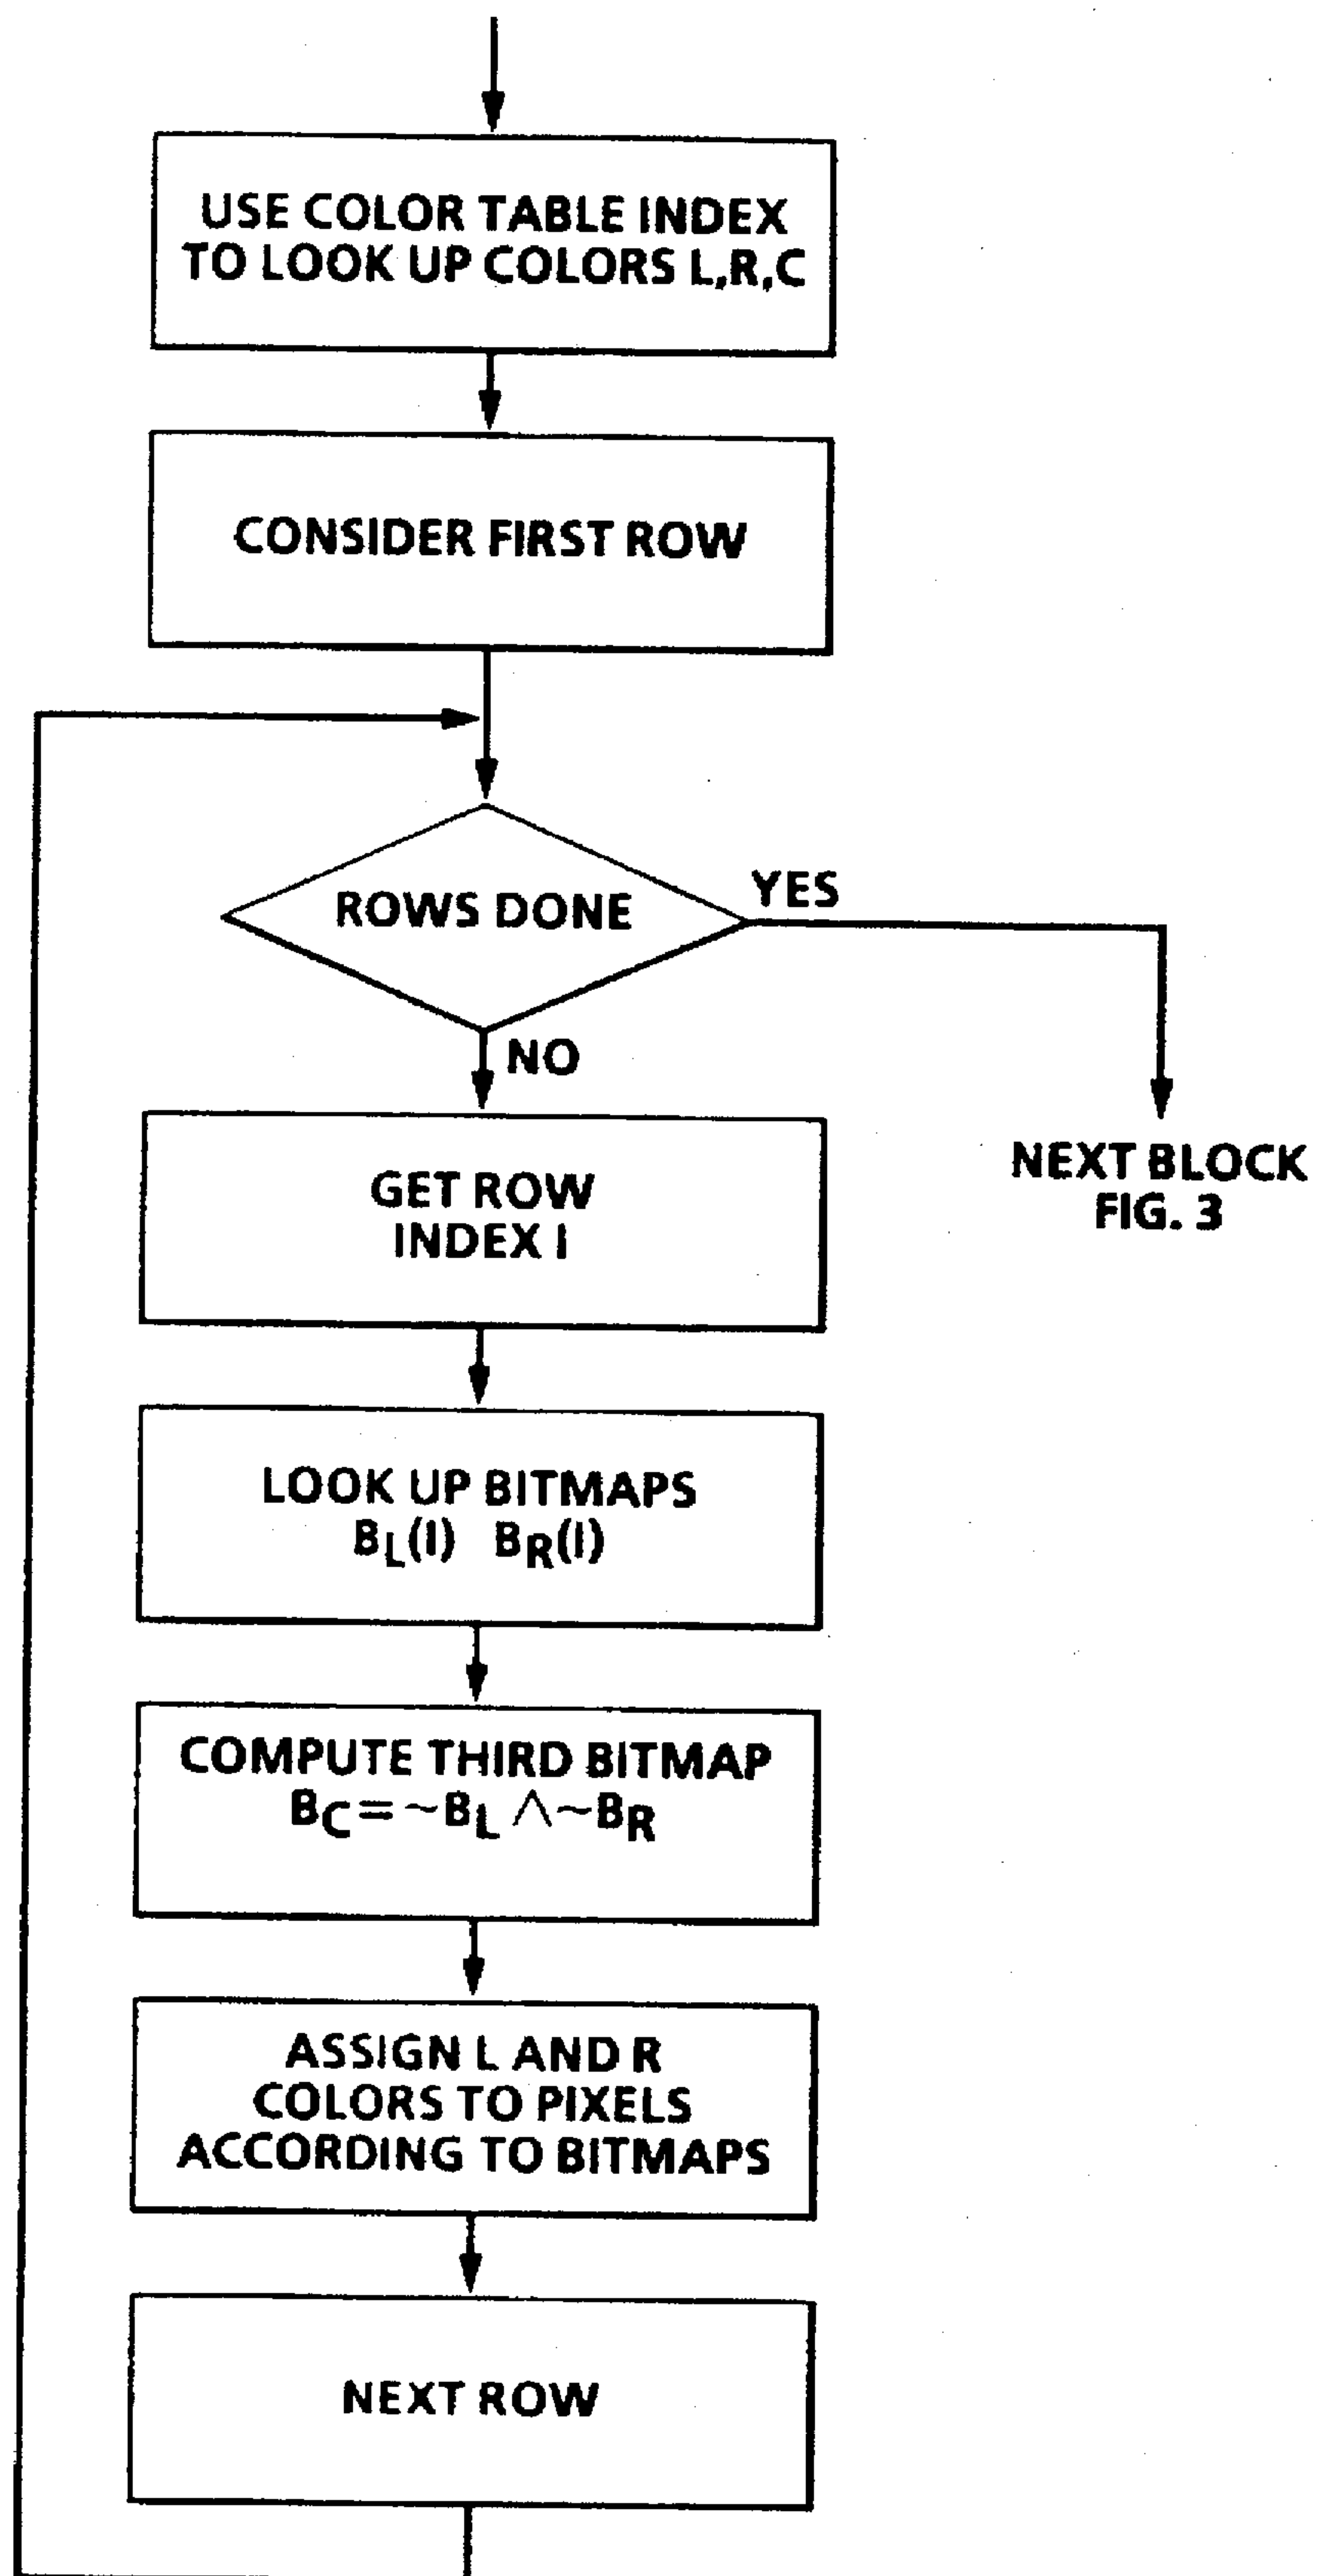 USE COLOR TABLE INDEX
TO LOOK UP COLORS L,R,C
CONSIDER FIRST ROW
ROWS DONE
YES
NO
NEXT BLOCK
FIG. 3
GET ROW
INDEX I
LOOK UP BITMAPS
BL(I) BR(I)
COMPUTE THIRD BITMAP
BC=~BL ∧~BR
ASSIGN L AND R
COLORS TO PIXELS
ACCORDING TO BITMAPS
NEXT ROW